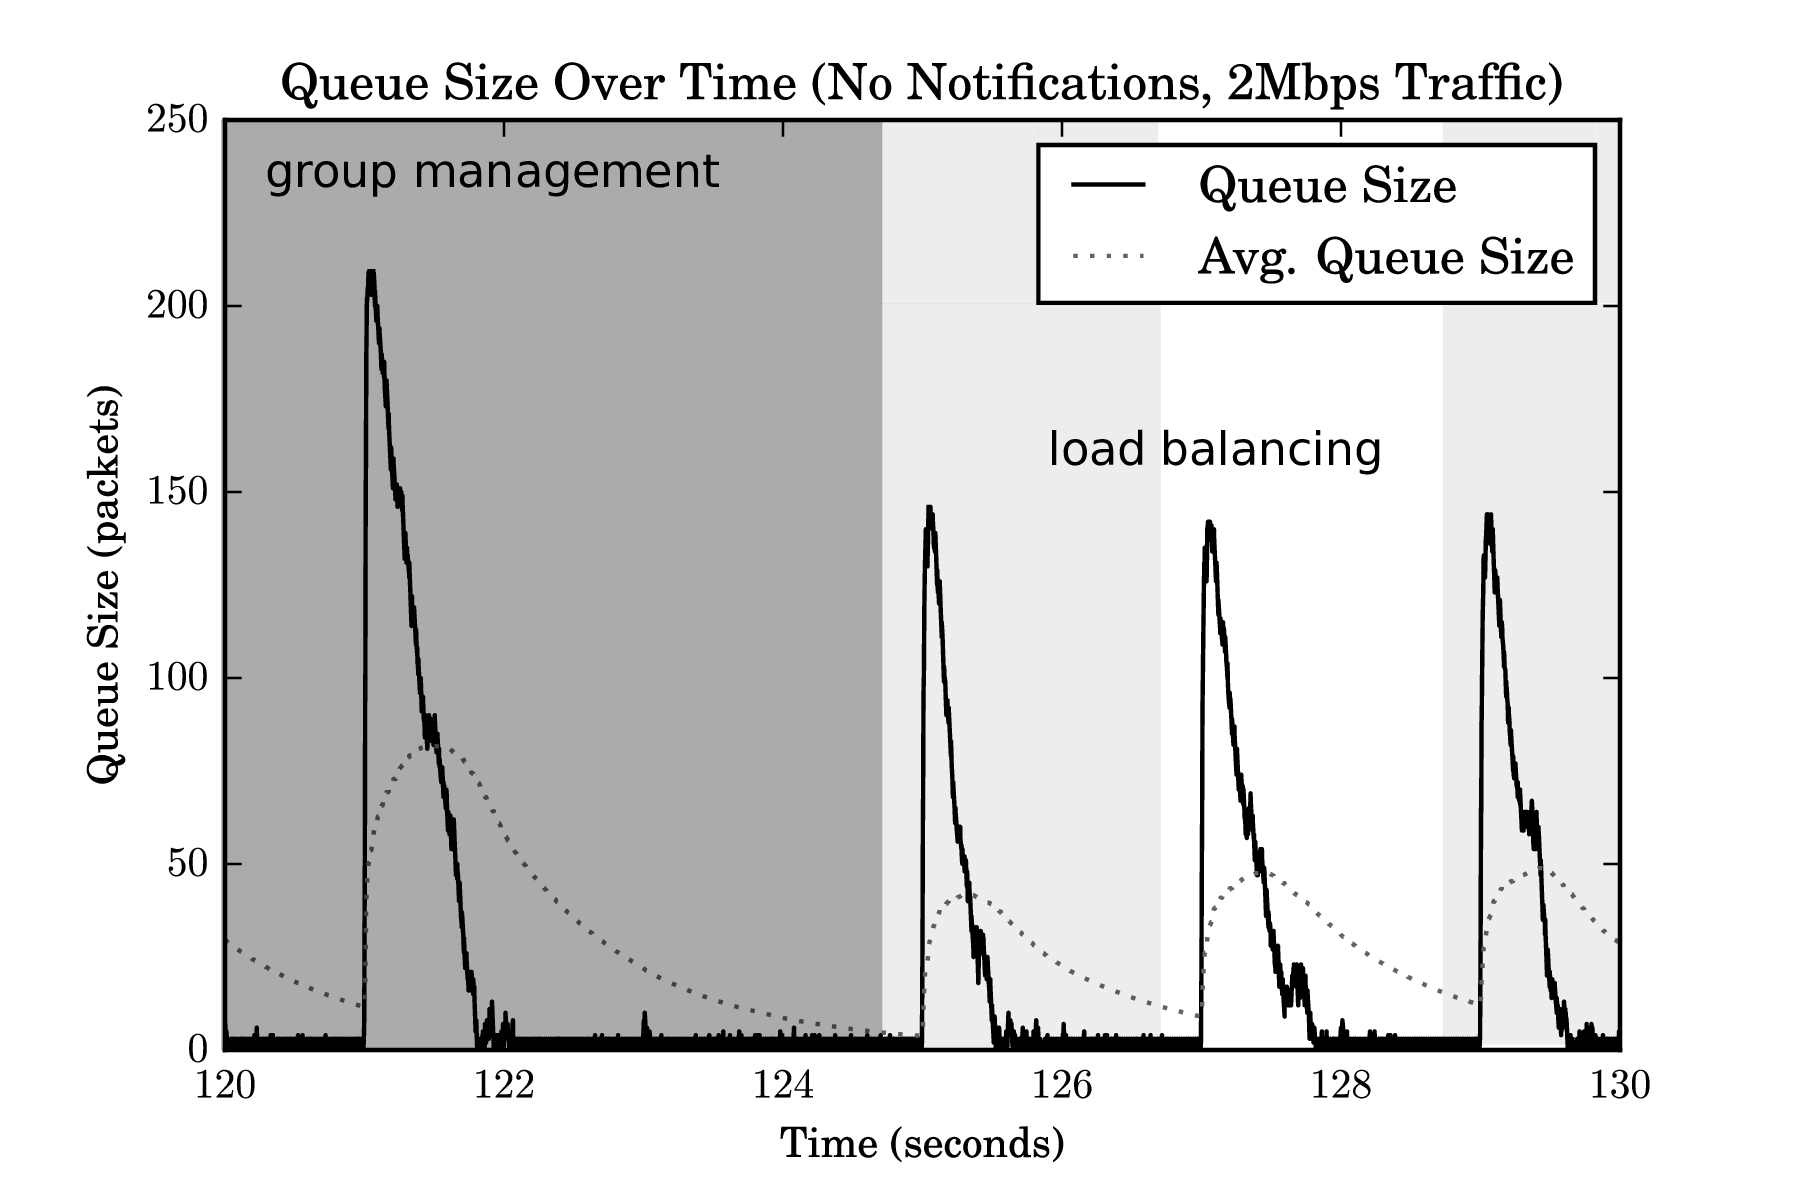 Queue Size Over Time (No Notifications, 2Mbps Traffic)
250
200
150
100
50
0
Queue Size (packets)
group management
Queue Size
Avg. Queue Size
load balancing
120 122 124 126 128 130
Time (seconds)